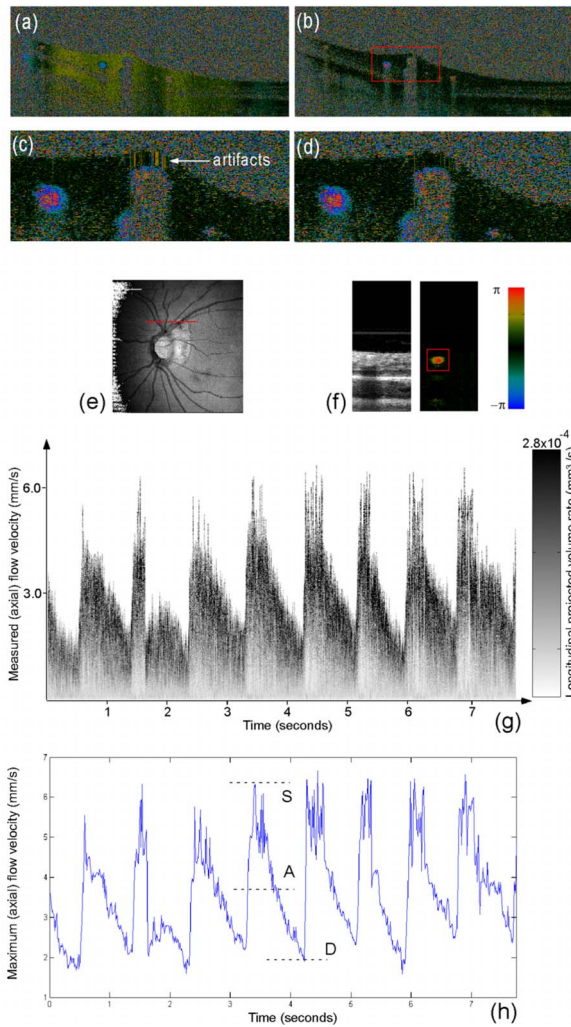 (a)
(b)
(c)
artifacts
(d)
(e)
(f)
π
−π
Measured (axial) flow velocity (mm/s)
6.0
3.0
1 2 3 4 5 6 7
Time (seconds)
(g)
2.8x10⁻⁴
Longitudinal projected volume rate (mm³/s)
Maximum (axial) flow velocity (mm/s)
7
6
5
4
3
2
1
S
A
D
0 1 2 3 4 5 6 7
Time (seconds)
(h)